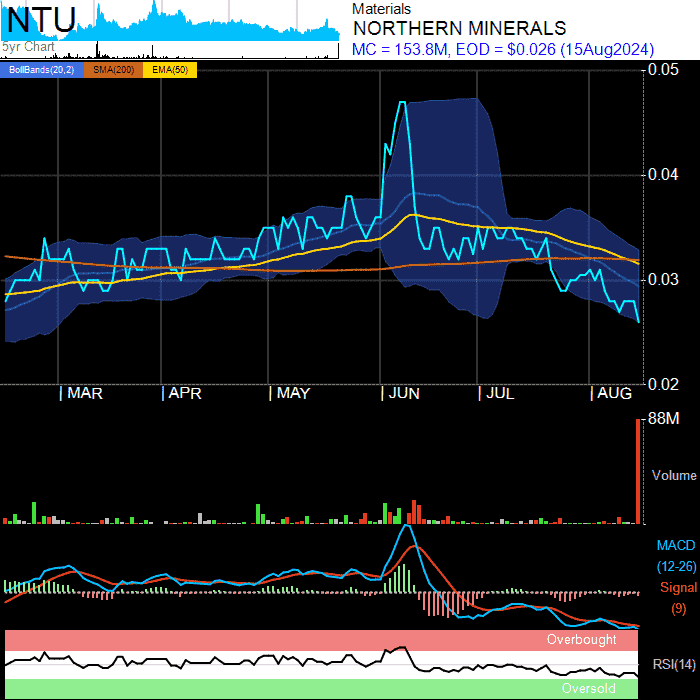 NTU
5yr Chart
Materials
NORTHERN MINERALS
MC = 153.8M, EOD = $0.026 (15Aug2024)
BollBands(20,2) SMA(200) EMA(50)
0.05
0.04
0.03
0.02
MAR APR MAY JUN JUL AUG
88M
Volume
MACD
(12-26)
Signal
(9)
Overbought
RSI(14)
Oversold